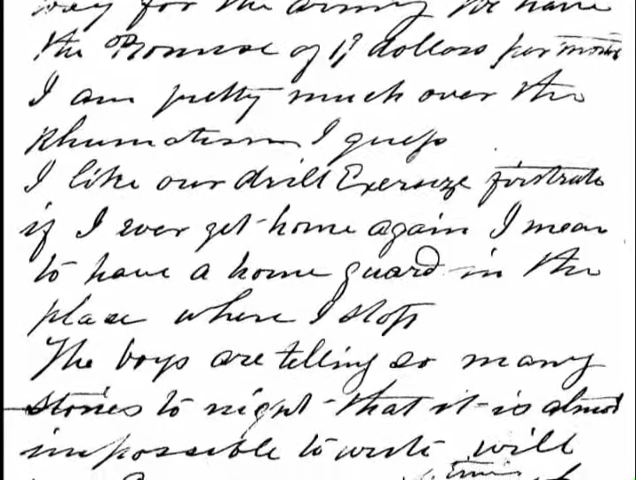 way for the army We have
the Promise of 17 dollars per month
I am pretty much over the
Rhumatism I guess
I like our drill Exersize firstrate
if I ever get home again I mean
to have a home guard in the
place where I stop
The boys are telling so many
stories to night that it is almost
impossible to write will
time